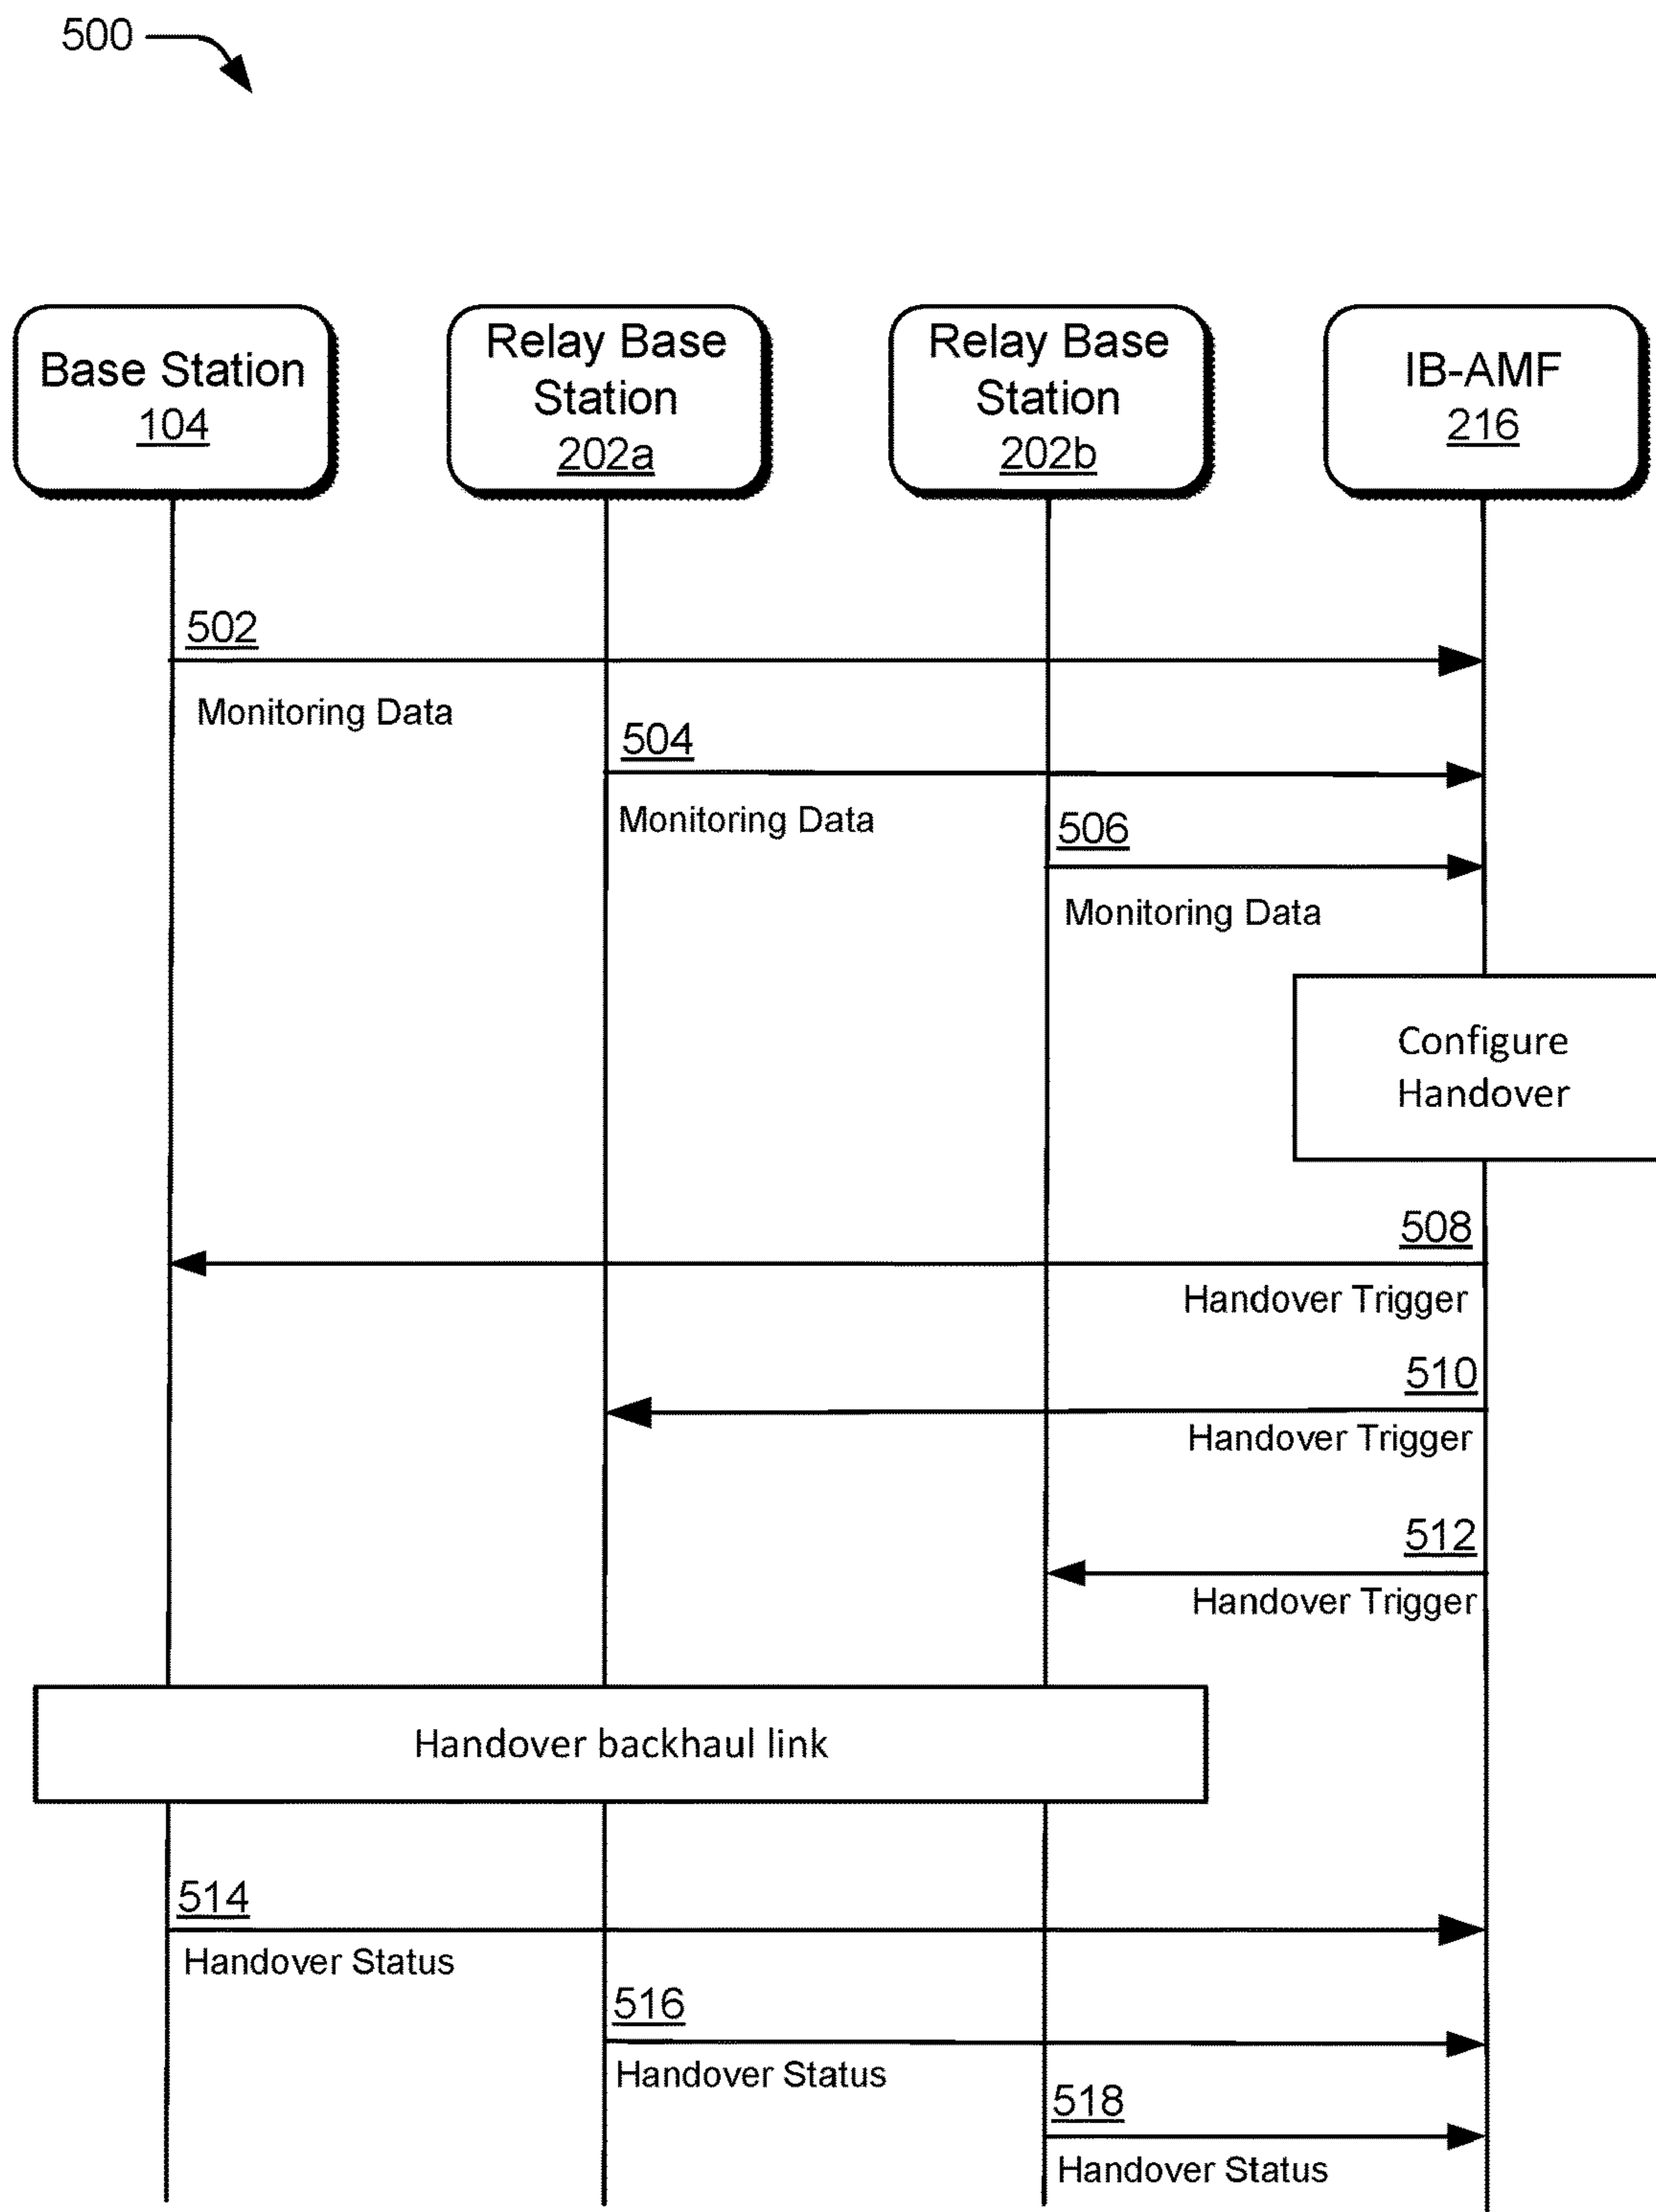 500
Base Station
104
Relay Base
Station
202a
Relay Base
Station
202b
IB-AMF
216
502
Monitoring Data
504
Monitoring Data
506
Monitoring Data
Configure
Handover
508
Handover Trigger
510
Handover Trigger
512
Handover Trigger
Handover backhaul link
514
Handover Status
516
Handover Status
518
Handover Status